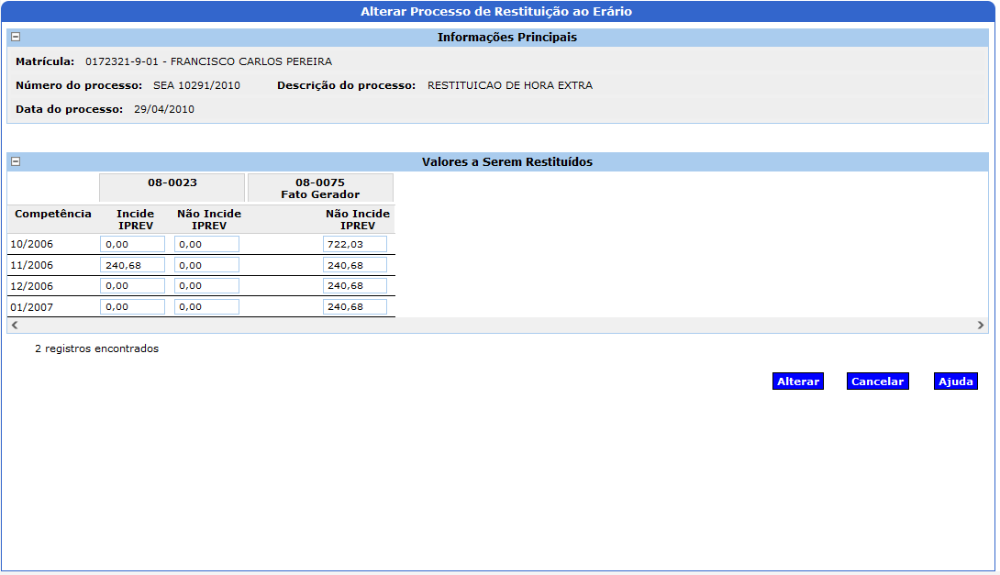 Alterar Processo de Restituição ao Erário
Informações Principais
Matrícula: 0172321-9-01 - FRANCISCO CARLOS PEREIRA
Número do processo: SEA 10291/2010 Descrição do processo: RESTITUICAO DE HORA EXTRA
Data do processo: 29/04/2010
Valores a Serem Restituídos
08-0023 08-0075
Fato Gerador
Competência Incide Não Incide Não Incide
IPREV IPREV IPREV
10/2006 0,00 0,00 722,03
11/2006 240,68 0,00 240,68
12/2006 0,00 0,00 240,68
01/2007 0,00 0,00 240,68
2 registros encontrados
Alterar Cancelar Ajuda